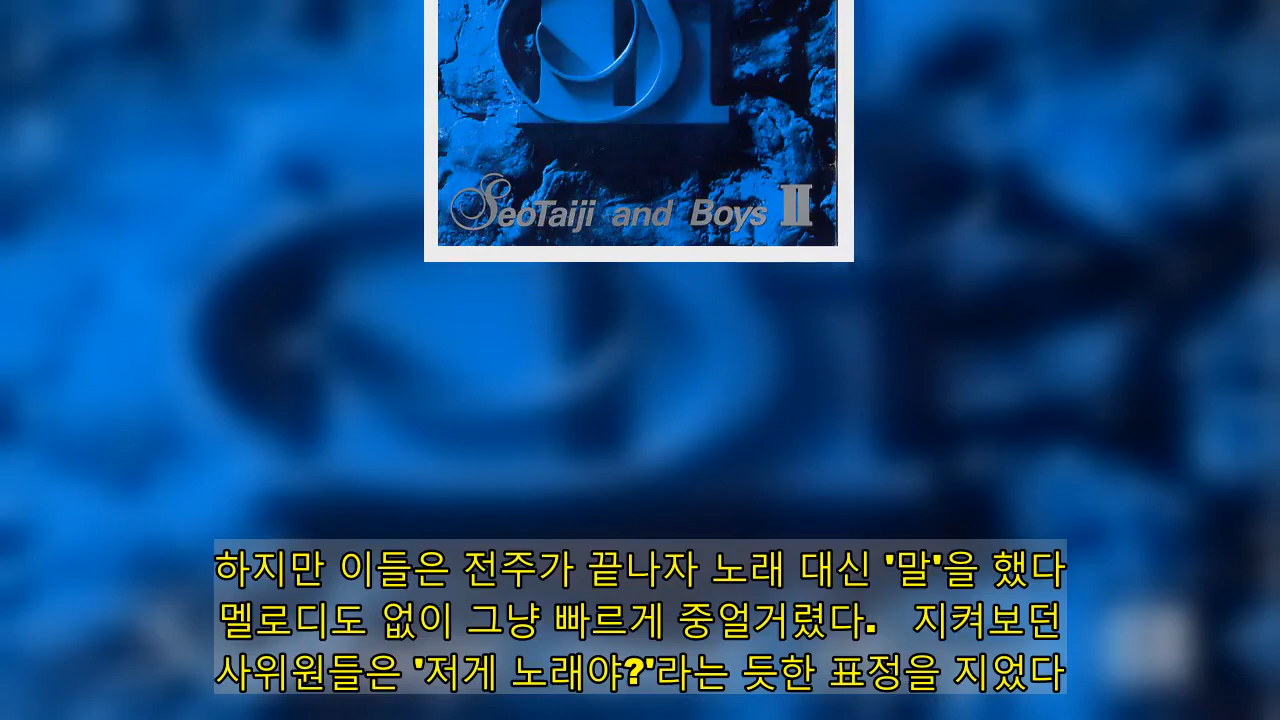 SeoTaiji and Boys II
하지만 이들은 전주가 끝나자 노래 대신 '말'을 했다
멜로디도 없이 그냥 빠르게 중얼거렸다. 지켜보던
사위원들은 '저게 노래야?'라는 듯한 표정을 지었다